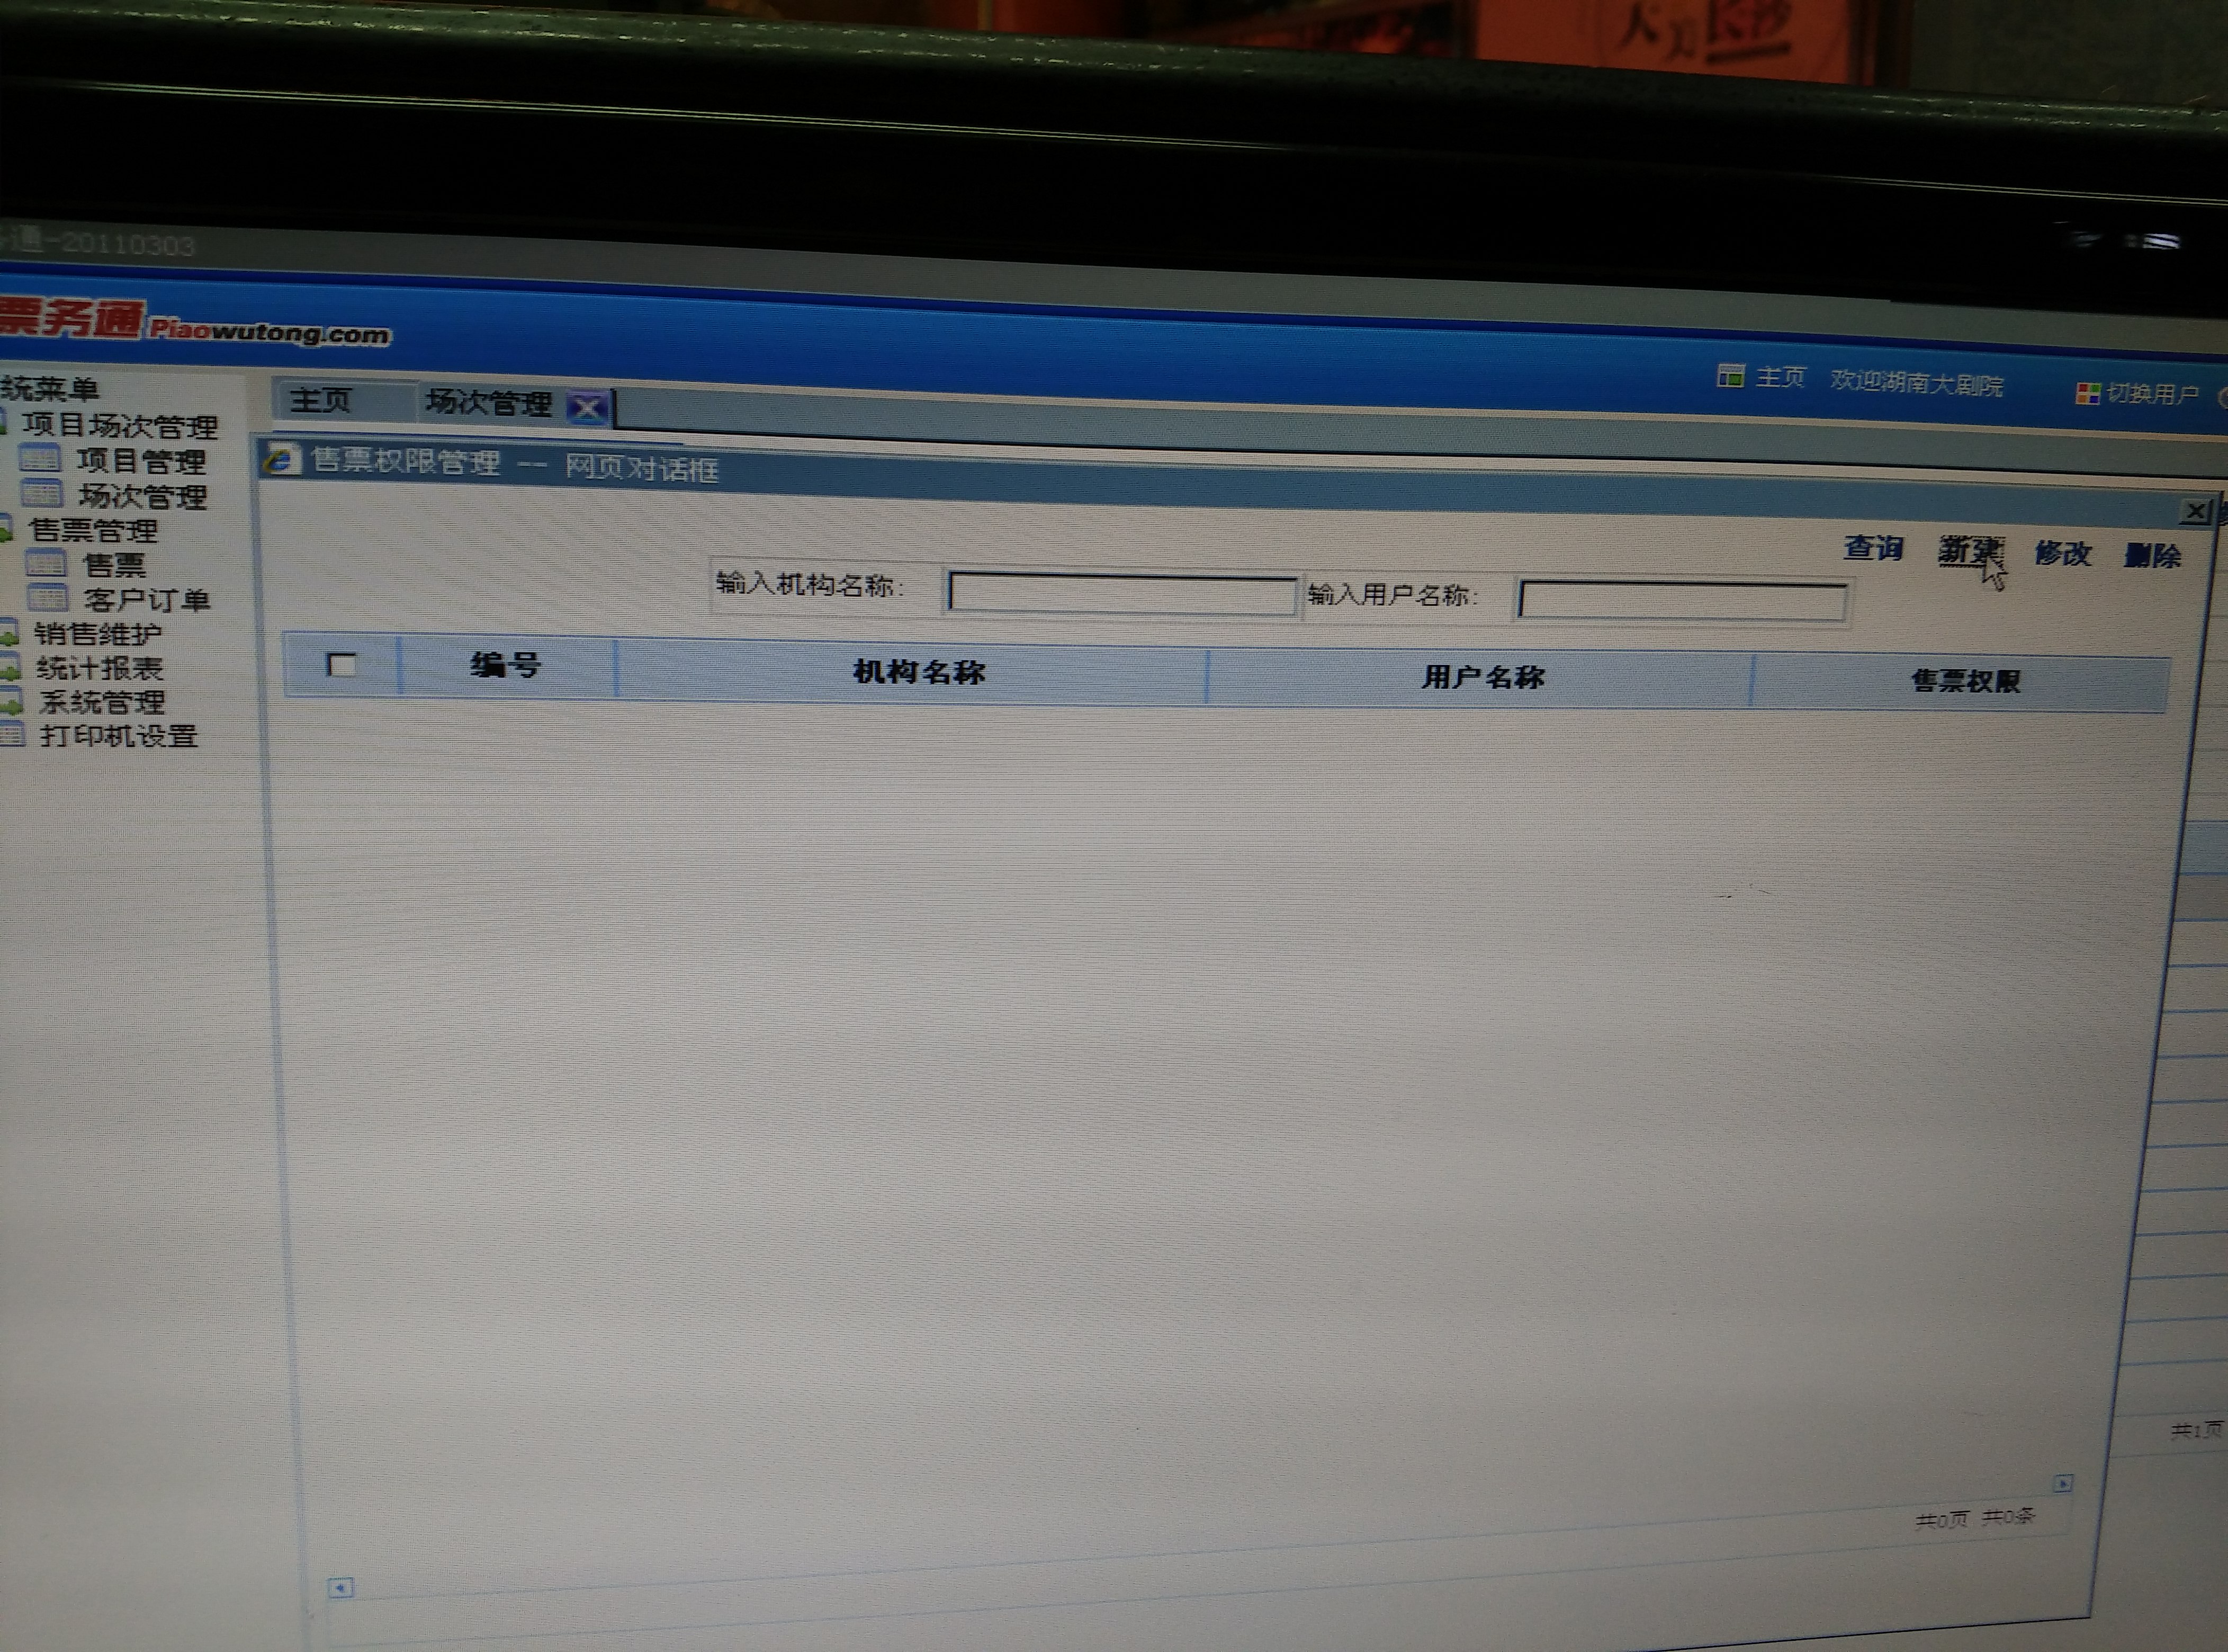 大美长沙
通-20110303
票务通 Piaowutong.com
主页 欢迎湖南大剧院 切换用户
统菜单
项目场次管理
项目管理
场次管理
售票管理
售票
客户订单
销售维护
统计报表
系统管理
打印机设置
主页 场次管理
售票权限管理 -- 网页对话框
查询 新建 修改 删除
输入机构名称: 输入用户名称:
编号 机构名称 用户名称 售票权限
共1页
共0页 共0条